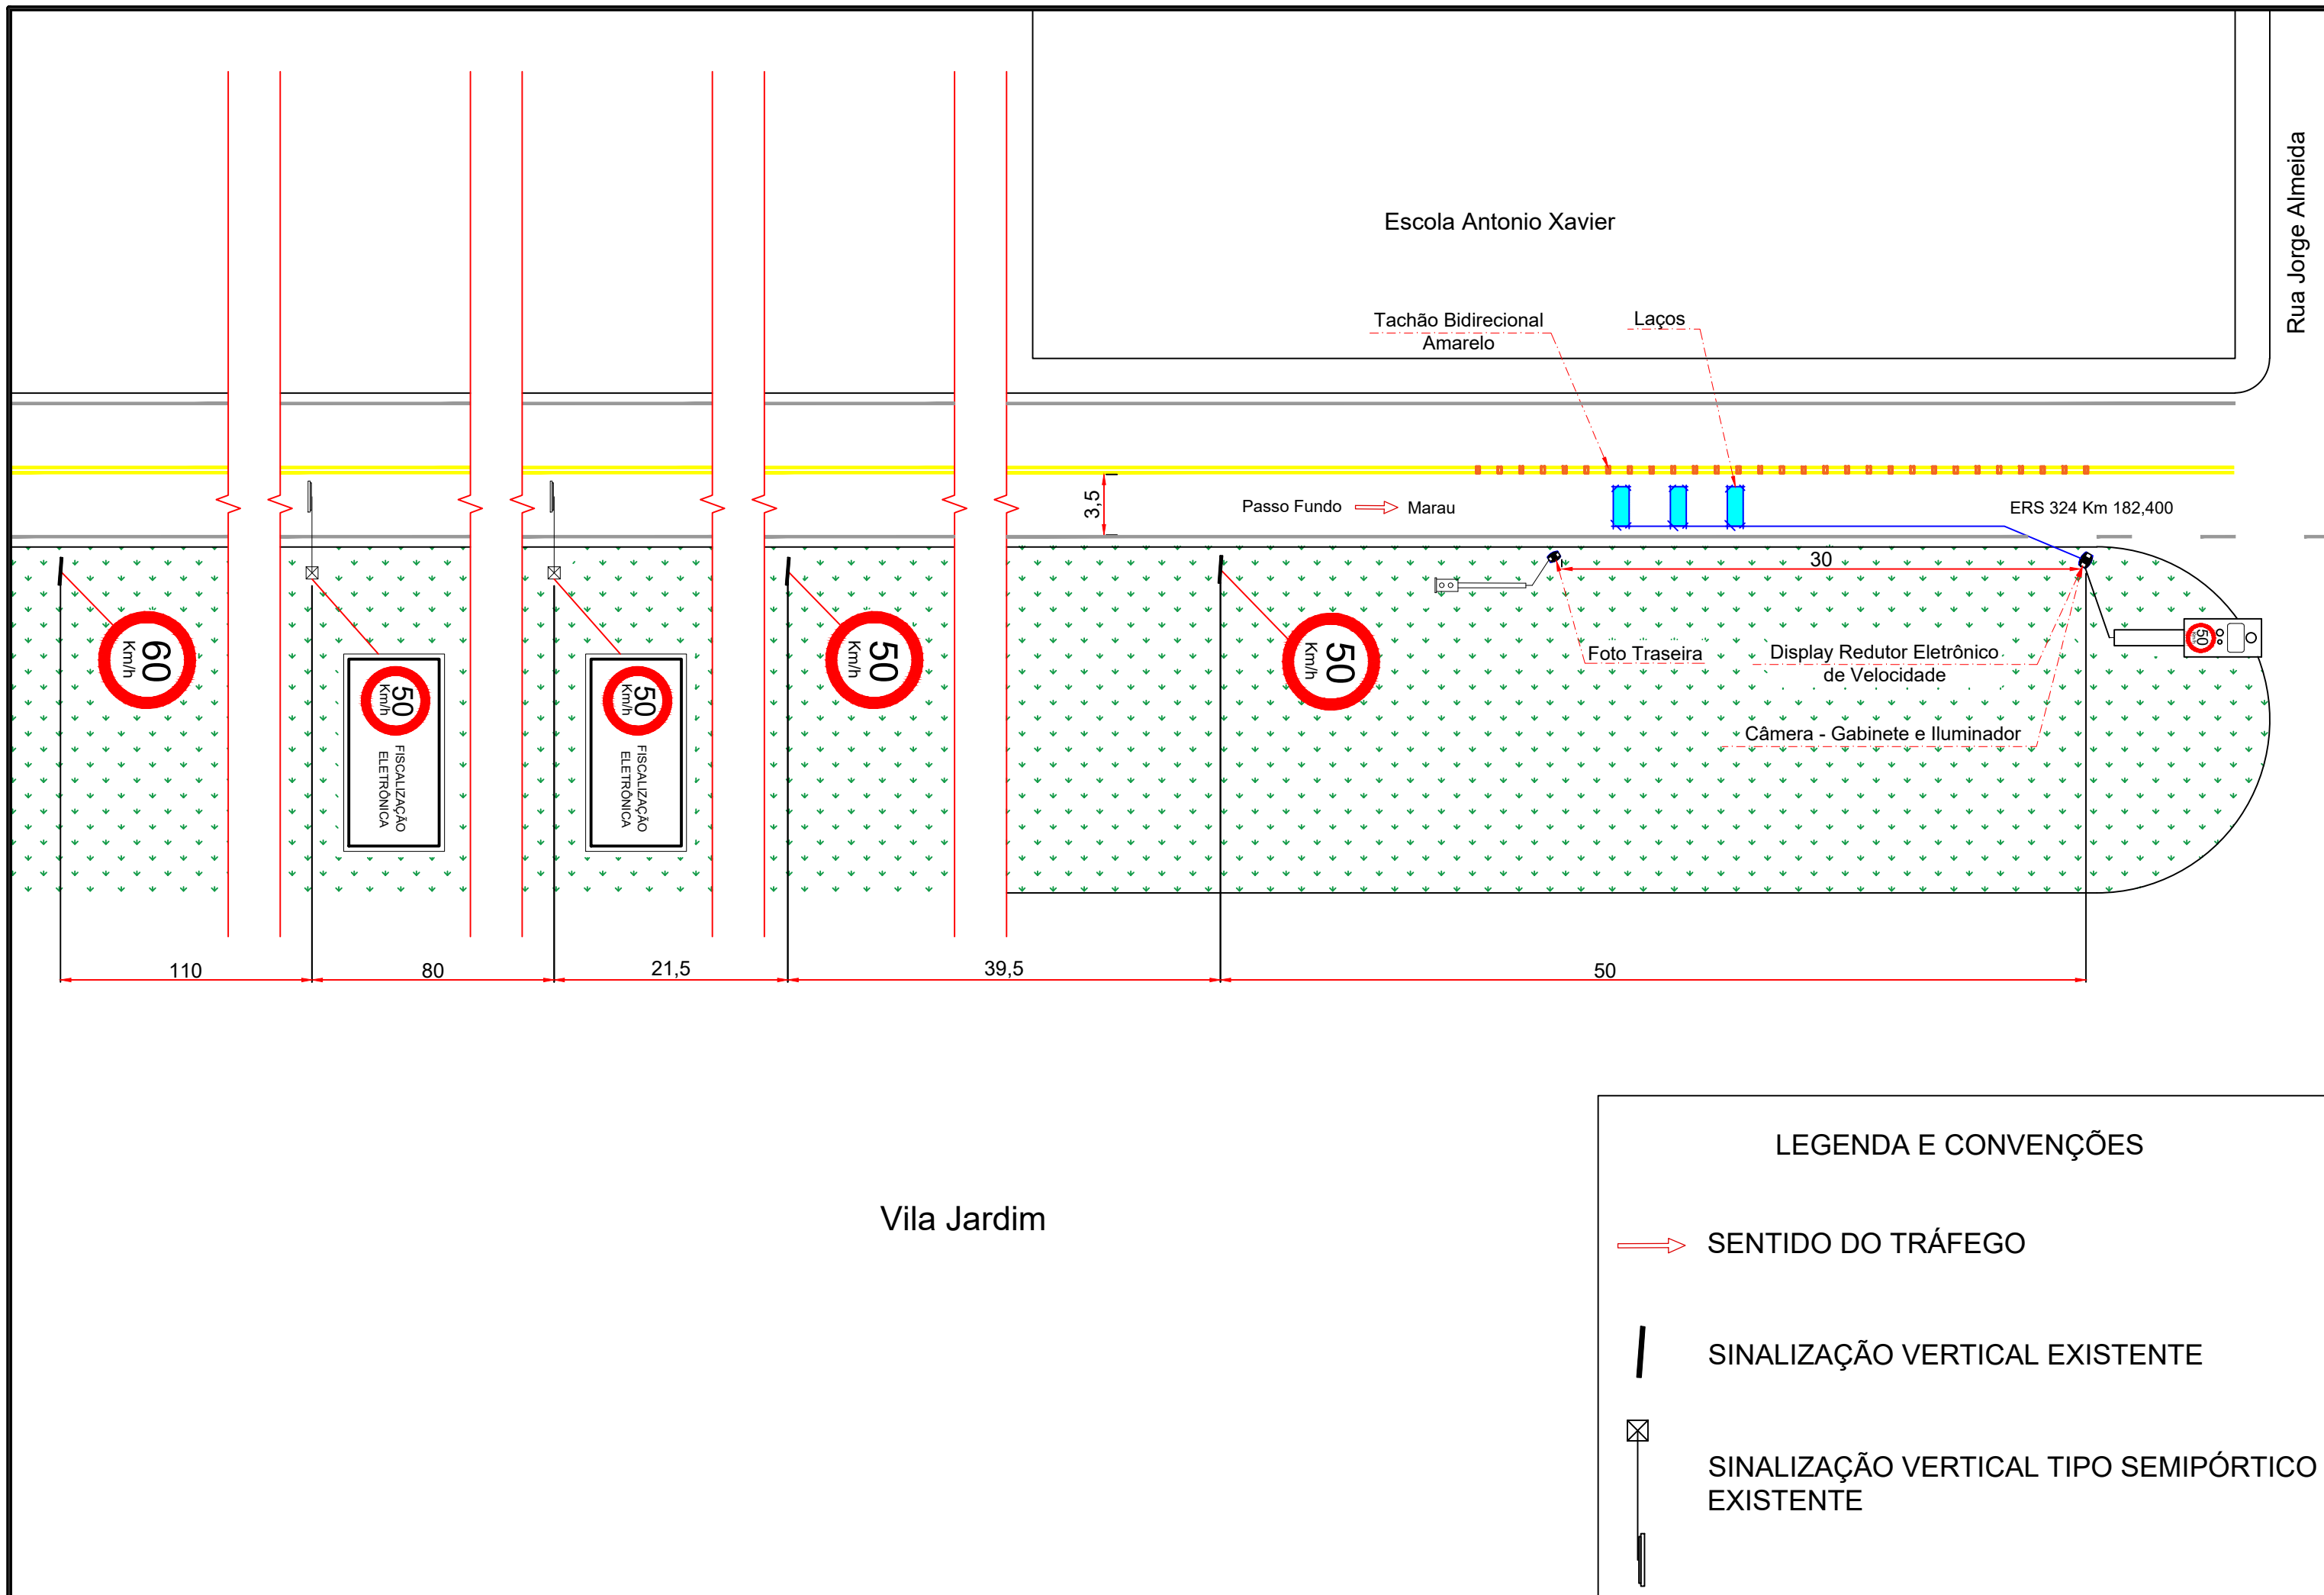 Rua Jorge Almeida
Escola Antonio Xavier
Tachão Bidirecional
Amarelo
Laços
3,5
Passo Fundo
Marau
ERS 324 Km 182,400
30
60
Km/h
50
Km/h
FISCALIZAÇÃO
ELETRÔNICA
50
Km/h
FISCALIZAÇÃO
ELETRÔNICA
50
Km/h
50
Km/h
Foto Traseira
Display Redutor Eletrônico
de Velocidade
50
Câmera - Gabinete e Iluminador
110
80
21,5
39,5
50
Vila Jardim
LEGENDA E CONVENÇÕES
SENTIDO DO TRÁFEGO
SINALIZAÇÃO VERTICAL EXISTENTE
SINALIZAÇÃO VERTICAL TIPO SEMIPÓRTICO
EXISTENTE